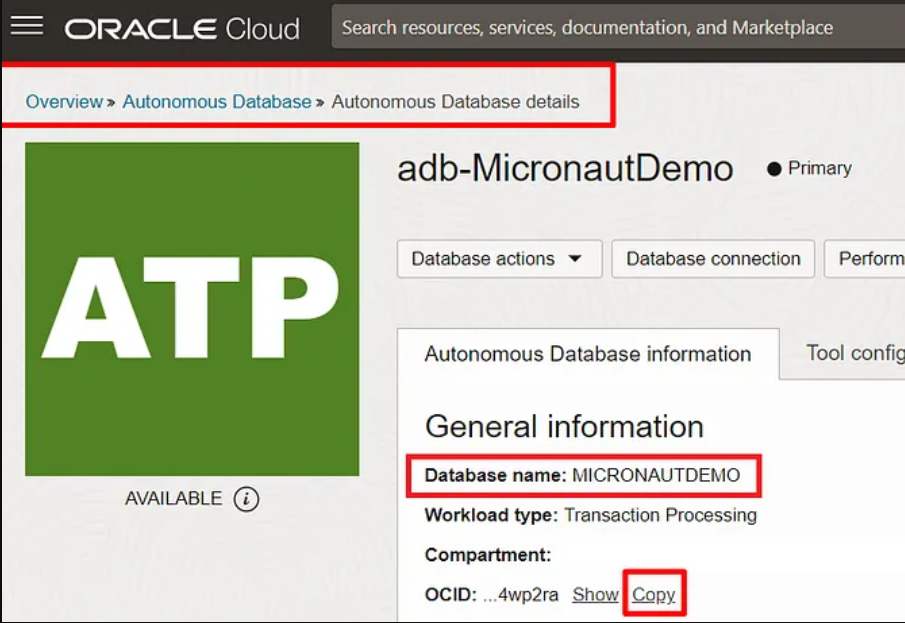 ORACLE Cloud
Search resources, services, documentation, and Marketplace
Overview » Autonomous Database » Autonomous Database details
ATP
AVAILABLE i
adb-MicronautDemo
Primary
Database actions
Database connection
Perform
Autonomous Database information
Tool config
General information
Database name: MICRONAUTDEMO
Workload type: Transaction Processing
Compartment:
OCID: ...4wp2ra Show Copy